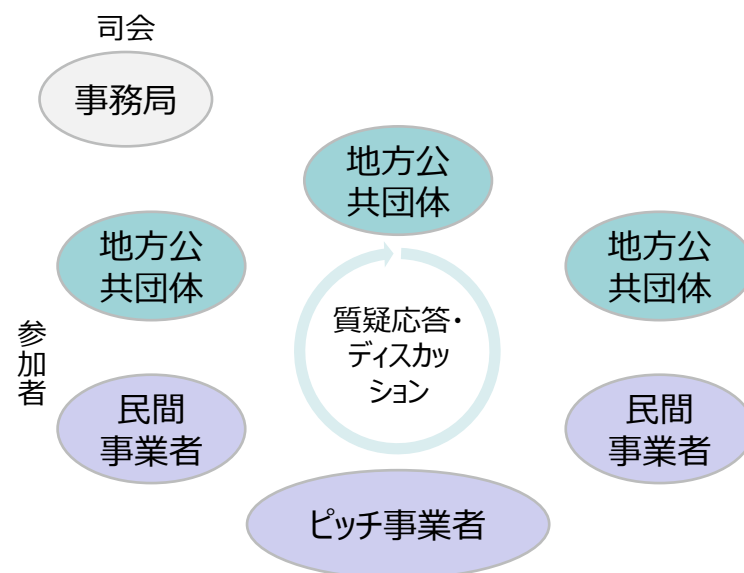 司会
事務局
地方公
共団体
地方公
共団体
地方公
共団体
質疑応答・
ディスカッ
ション
参加者
民間
事業者
民間
事業者
ピッチ事業者